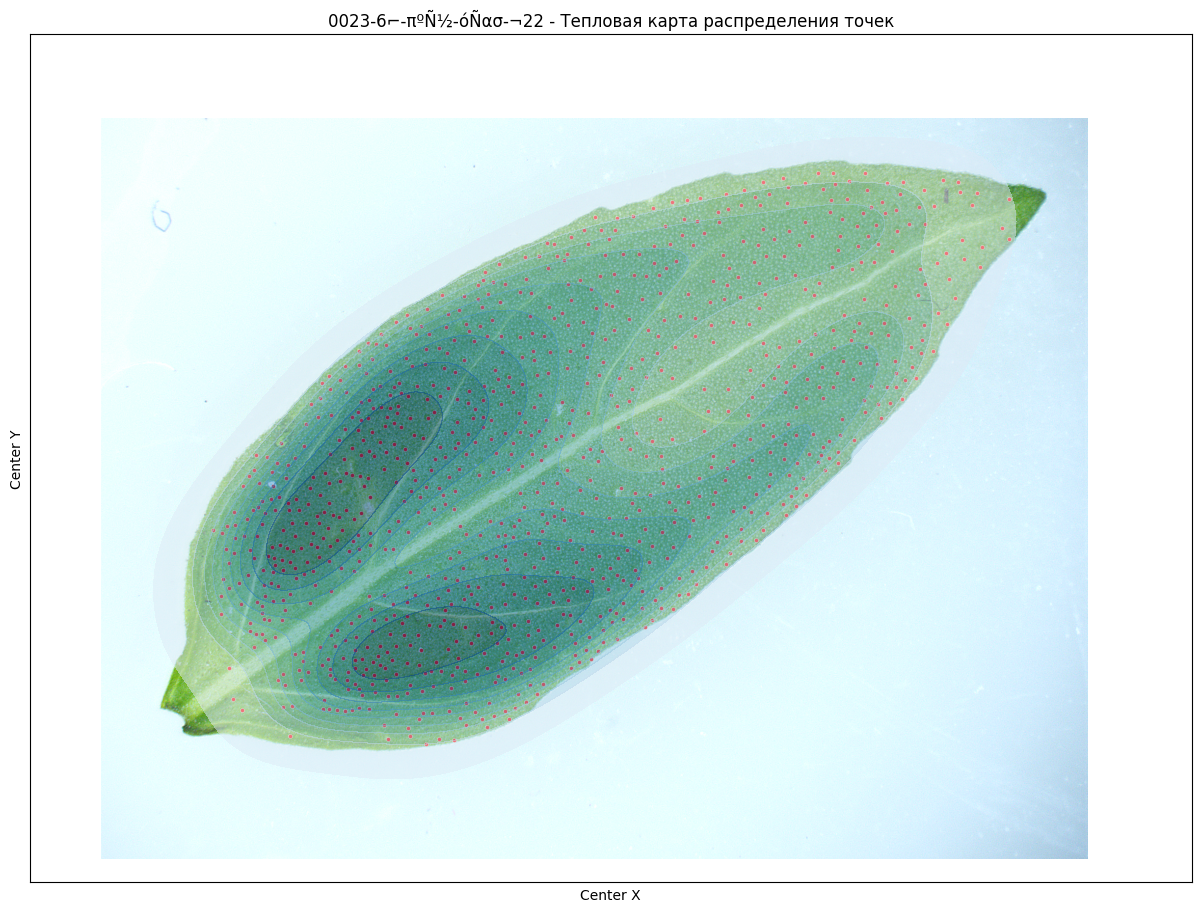 0023-6⌐-πºÑ½-óÑασ-¬22 - Тепловая карта распределения точек
Center Y
Center X